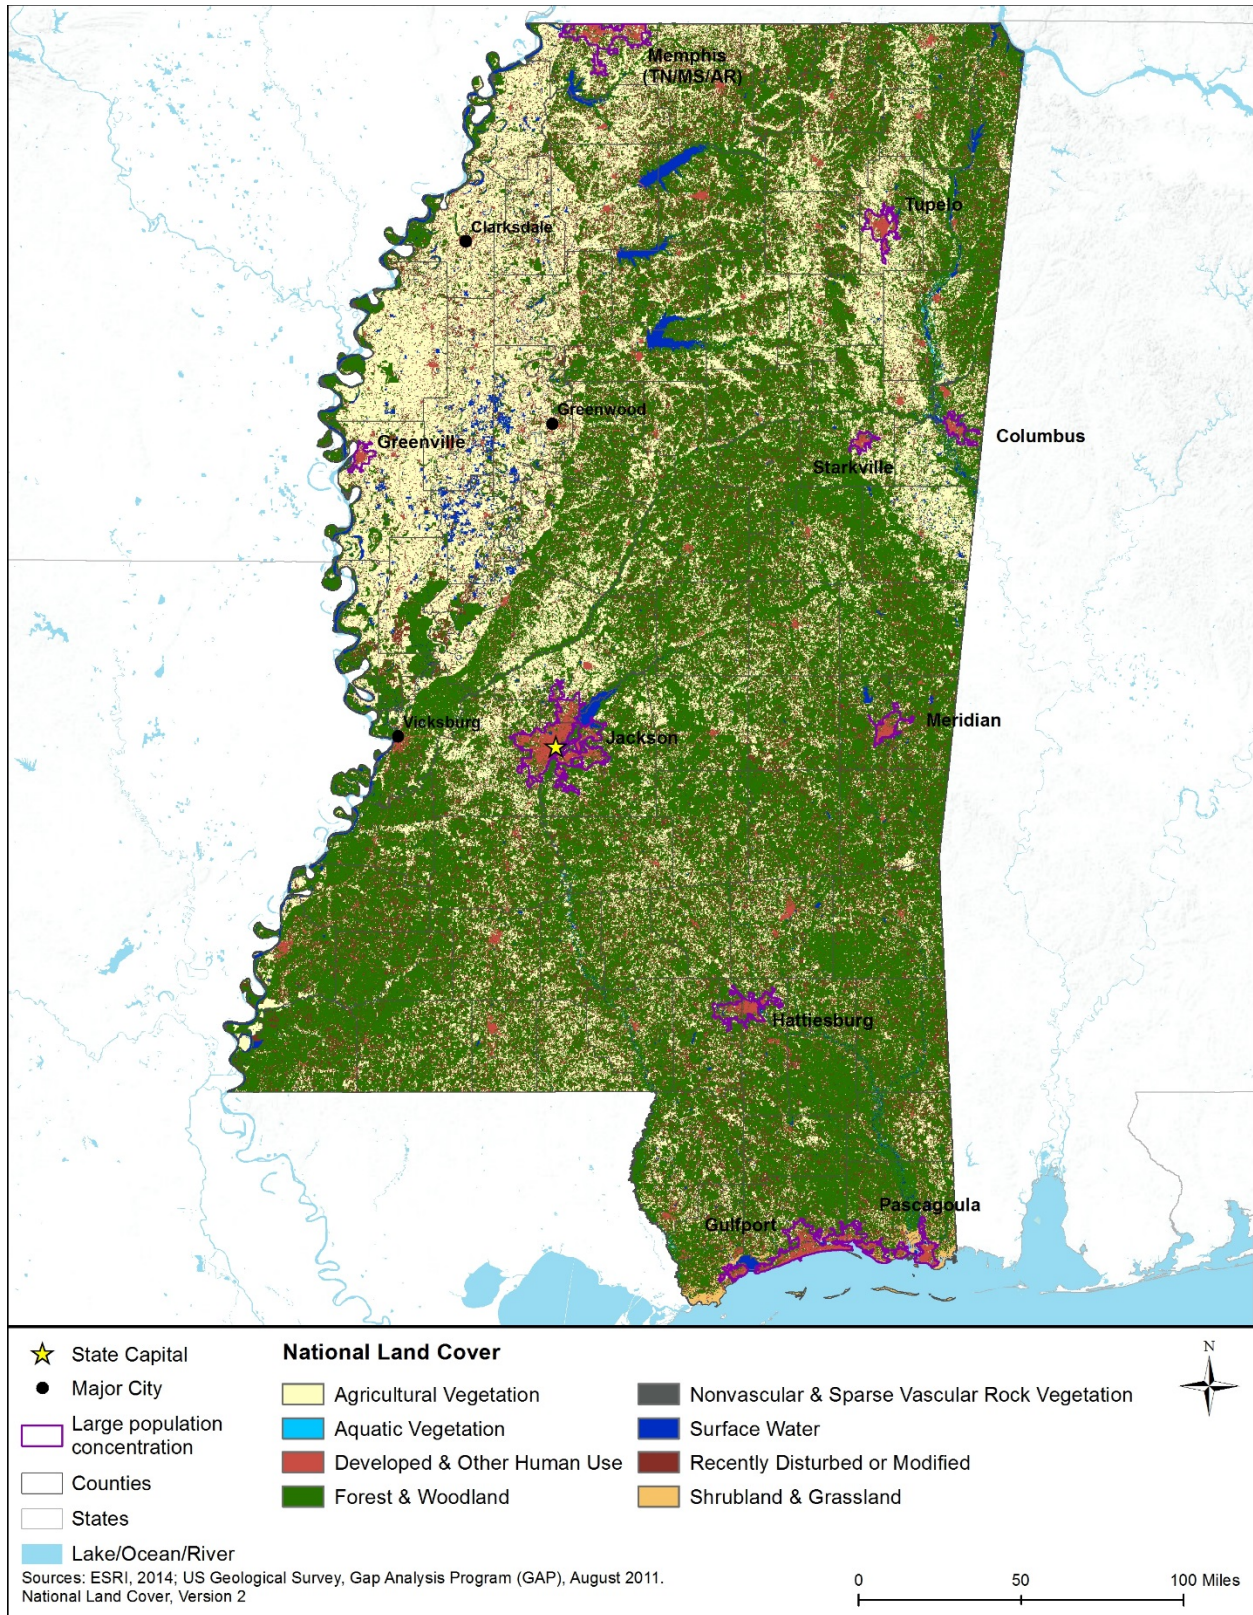 Memphis
(TN/MS/AR)
Tupelo
Clarksdale
Greenwood
Greenville
Columbus
Starkville
Vicksburg
Jackson
Meridian
Hattiesburg
Pascagoula
Gulfport
State Capital
Major City
Large population
concentration
Counties
States
Lake/Ocean/River
National Land Cover
Agricultural Vegetation
Aquatic Vegetation
Developed & Other Human Use
Forest & Woodland
Nonvascular & Sparse Vascular Rock Vegetation
Surface Water
Recently Disturbed or Modified
Shrubland & Grassland
N
Sources: ESRI, 2014; US Geological Survey, Gap Analysis Program (GAP), August 2011.
National Land Cover, Version 2
0 50 100 Miles